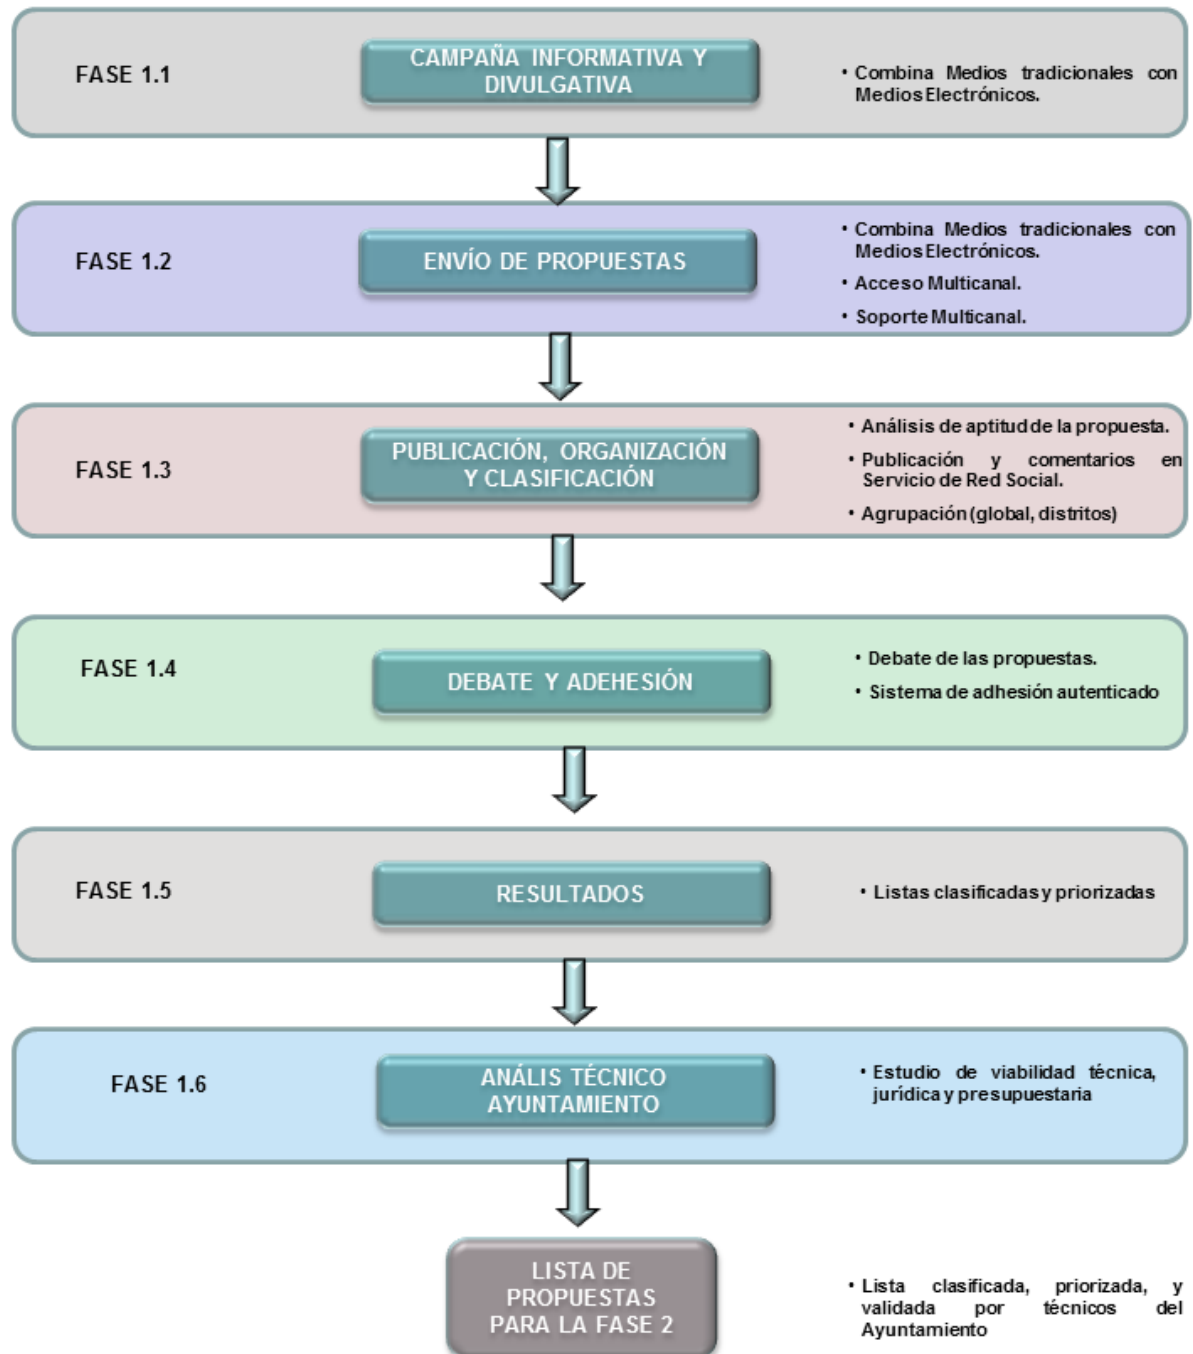 FASE 1.1
CAMPAÑA INFORMATIVA Y
DIVULGATIVA
• Combina Medios tradicionales con
Medios Electrónicos.
FASE 1.2
ENVÍO DE PROPUESTAS
• Combina Medios tradicionales con
Medios Electrónicos.
• Acceso Multicanal.
• Soporte Multicanal.
FASE 1.3
PUBLICACIÓN, ORGANIZACIÓN
Y CLASIFICACIÓN
• Análisis de aptitud de la propuesta.
• Publicación y comentarios en
Servicio de Red Social.
• Agrupación (global, distritos)
FASE 1.4
DEBATE Y ADEHESIÓN
• Debate de las propuestas.
• Sistema de adhesión autenticado
FASE 1.5
RESULTADOS
• Listas clasificadas y priorizadas
FASE 1.6
ANÁLIS TÉCNICO
AYUNTAMIENTO
• Estudio de viabilidad técnica,
jurídica y presupuestaria
LISTA DE
PROPUESTAS
PARA LA FASE 2
• Lista clasificada, priorizada, y
validada por técnicos del
Ayuntamiento